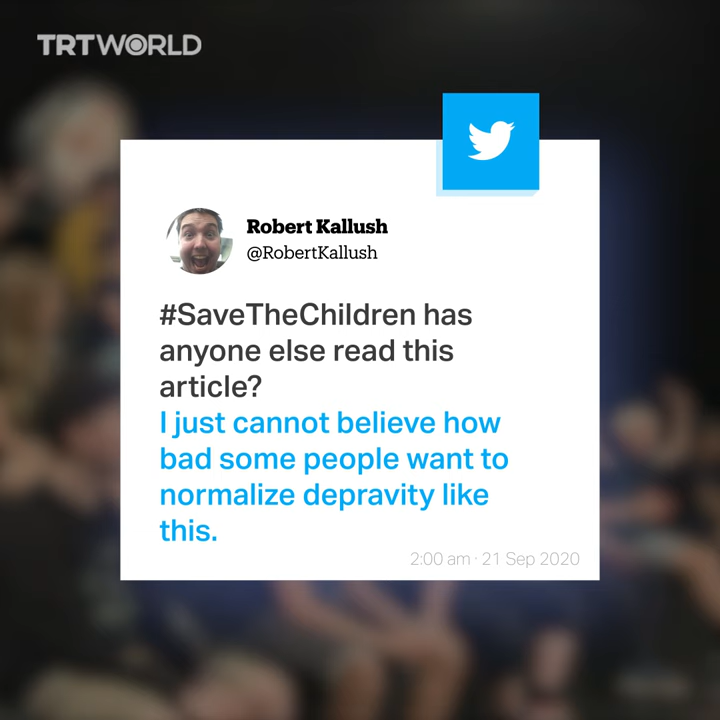 TRTWORLD
Robert Kallush
@RobertKallush
#SaveTheChildren has
anyone else read this
article?
I just cannot believe how
bad some people want to
normalize depravity like
this.
2:00 am · 21 Sep 2020